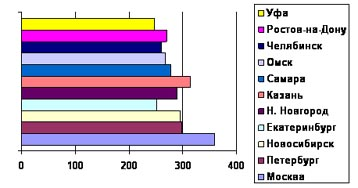 Уфа
Ростов-на-Дону
Челябинск
Омск
Самара
Казань
Н. Новгород
Екатеринбург
Новосибирск
Петербург
Москва
0 100 200 300 400